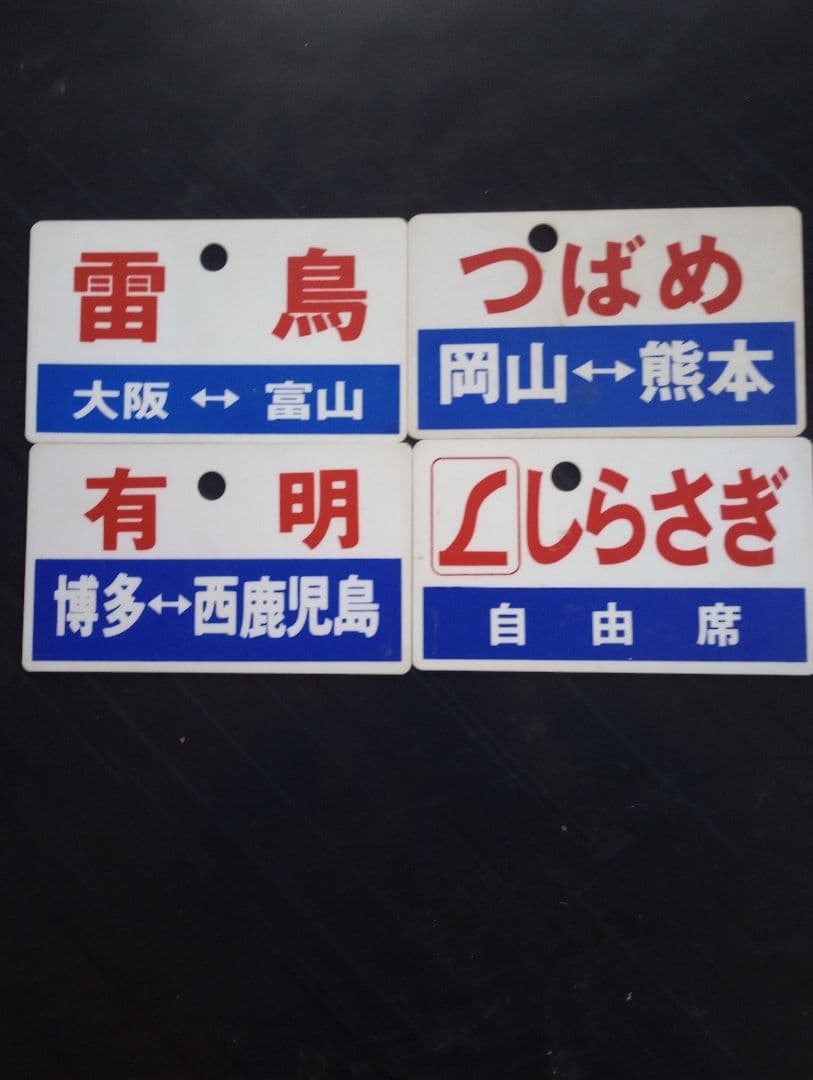 雷鳥
大阪↔富山
つばめ
岡山↔熊本
有明
博多↔西鹿児島
Lしらさぎ
自由席